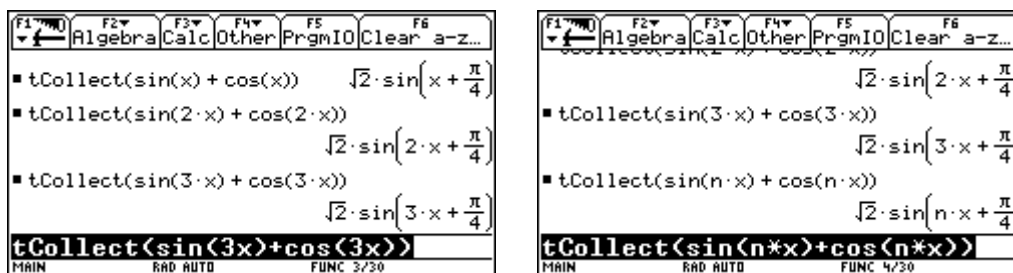 F1 F2 Algebra F3 Calc F4 Other F5 PrgmIO F6 Clear a-z…
▪ tCollect(sin(x) + cos(x)) √2·sin(x + π/4)
▪ tCollect(sin(2·x) + cos(2·x))
√2·sin(2·x + π/4)
▪ tCollect(sin(3·x) + cos(3·x))
√2·sin(3·x + π/4)
tCollect(sin(3x)+cos(3x))
MAIN RAD AUTO FUNC 3/30
F1 F2 Algebra F3 Calc F4 Other F5 PrgmIO F6 Clear a-z…
√2·sin(2·x + π/4
▪ tCollect(sin(3·x) + cos(3·x))
√2·sin(3·x + π/4
▪ tCollect(sin(n·x) + cos(n·x))
√2·sin(n·x + π/4
tCollect(sin(n*x)+cos(n*x))
MAIN RAD AUTO FUNC 4/30